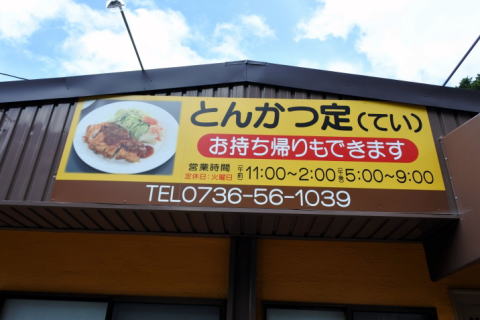 とんかつ定(てい)
お持ち帰りもできます
営業時間 (午前)11:00~2:00(午後)5:00~9:00
定休日:火曜日
TEL0736-56-1039